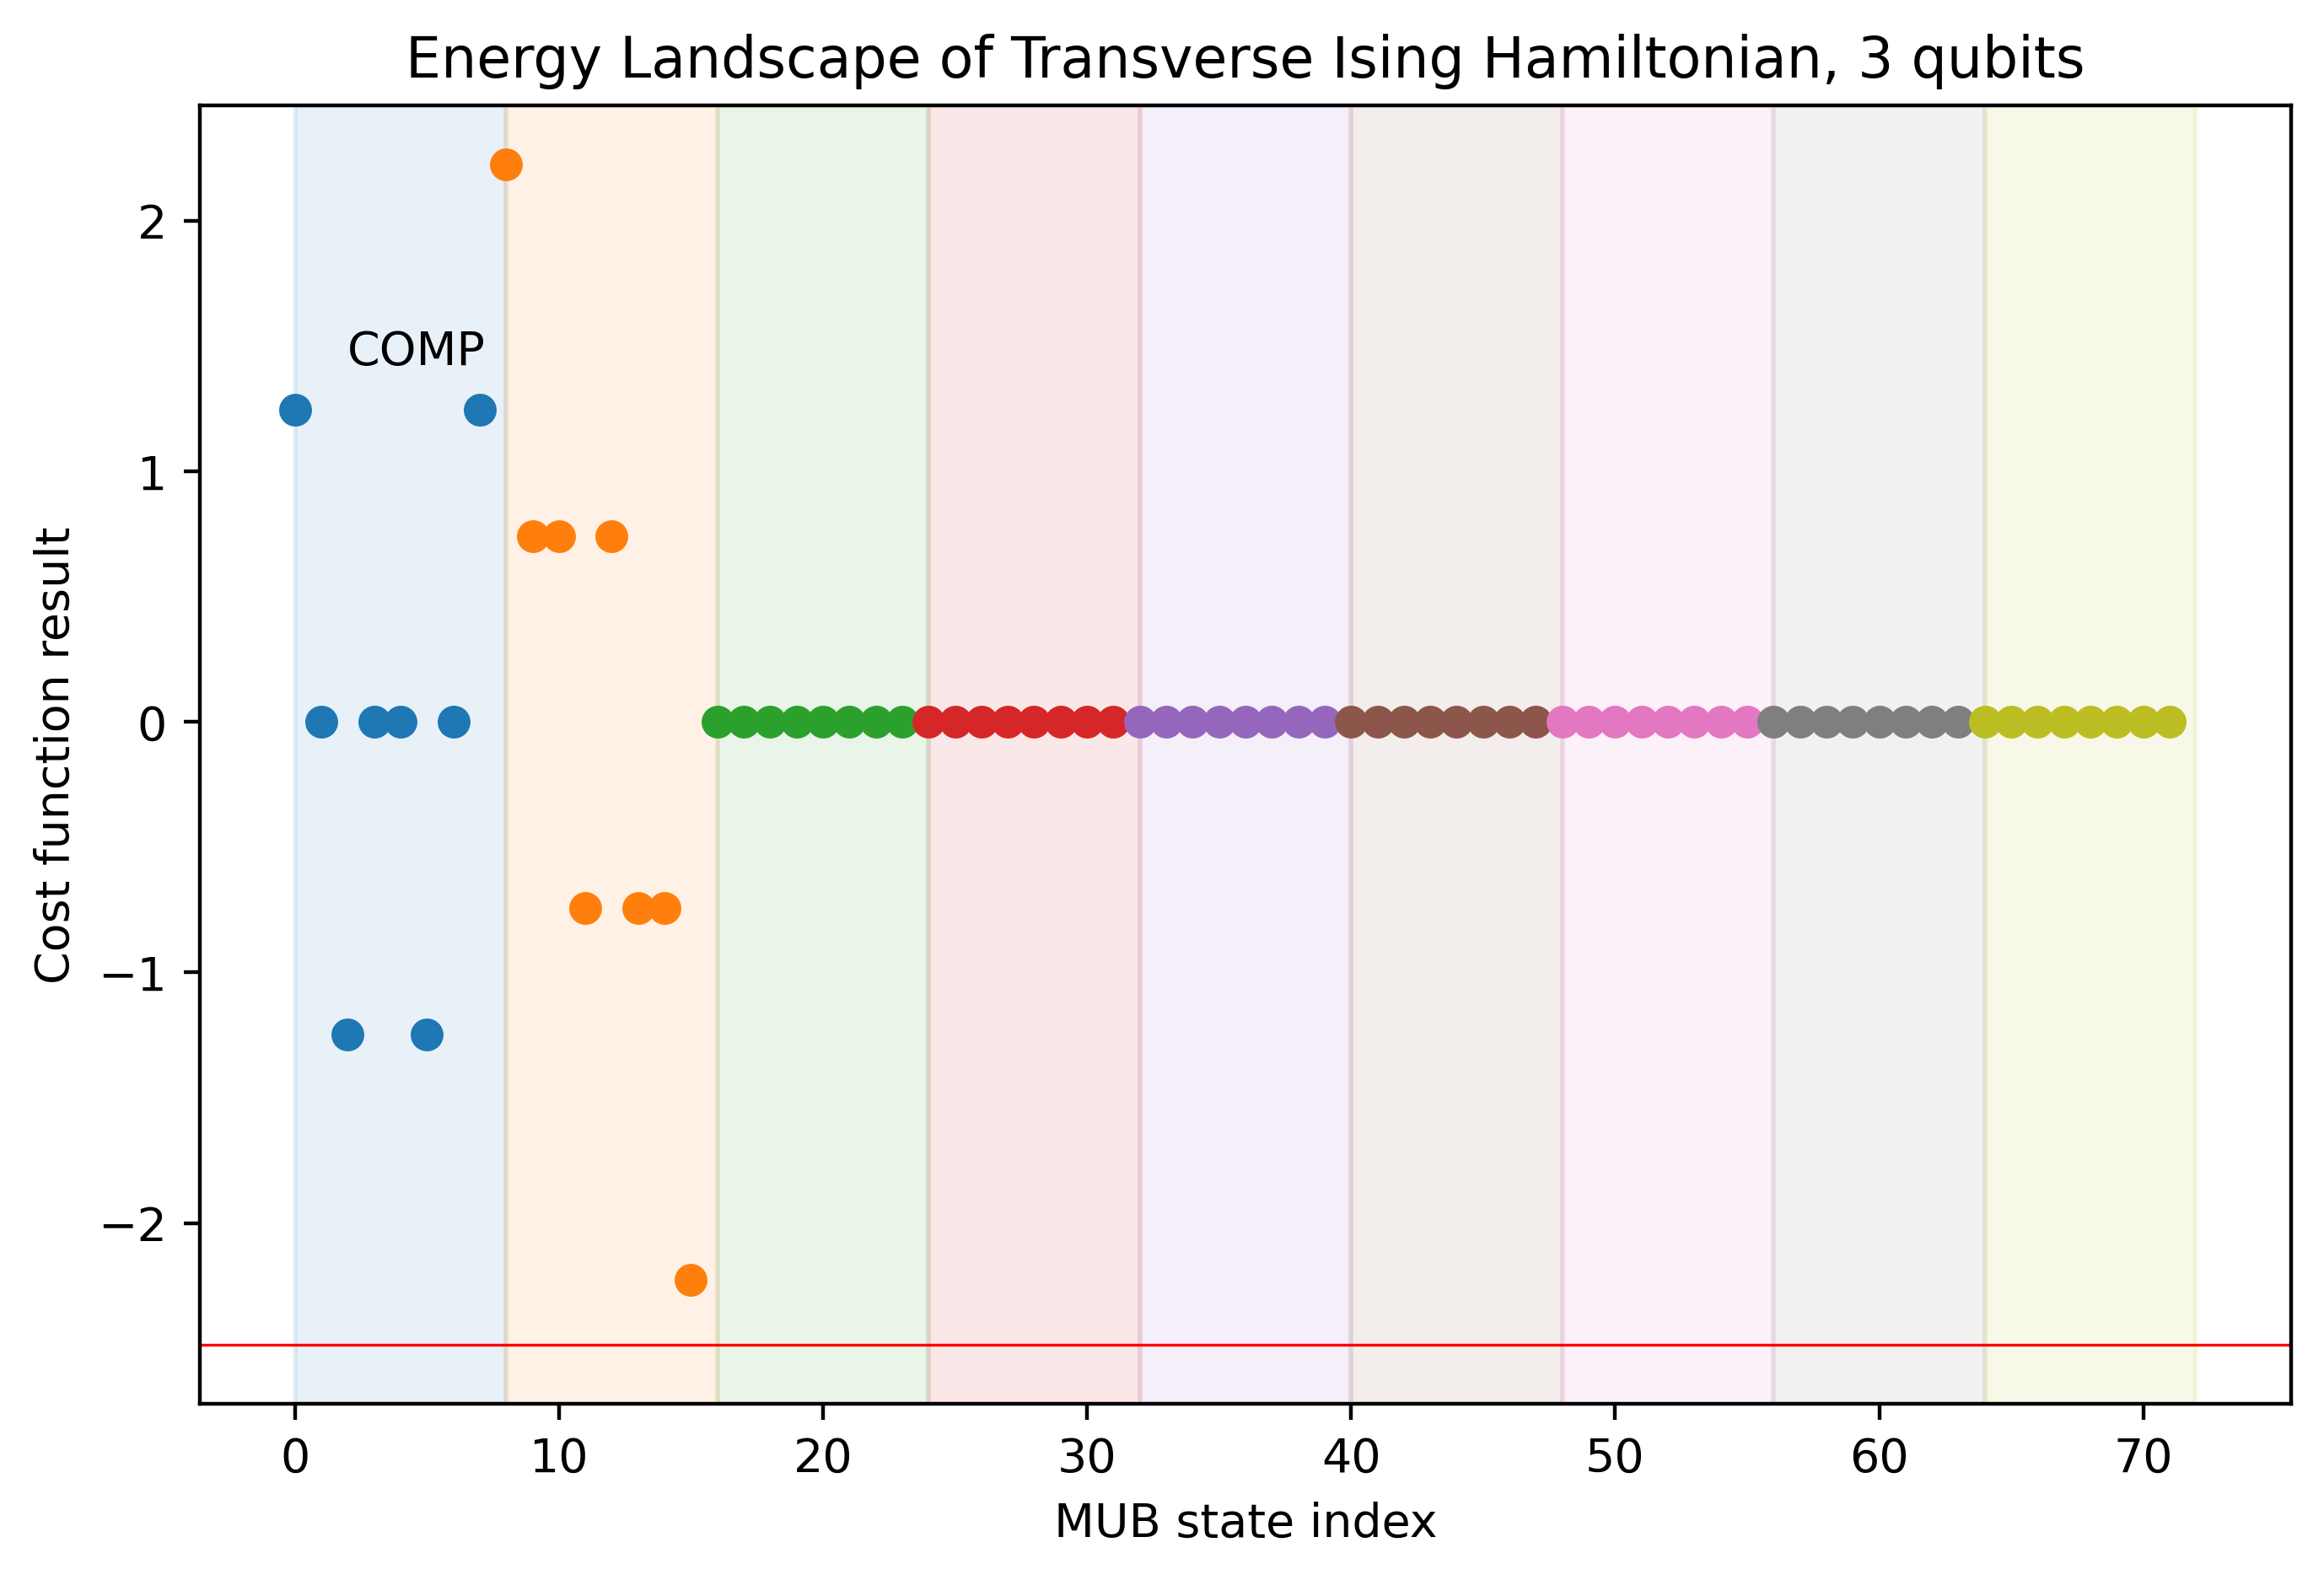 Energy Landscape of Transverse Ising Hamiltonian, 3 qubits
COMP
2
1
0
−1
−2
Cost function result
0 10 20 30 40 50 60 70
MUB state index